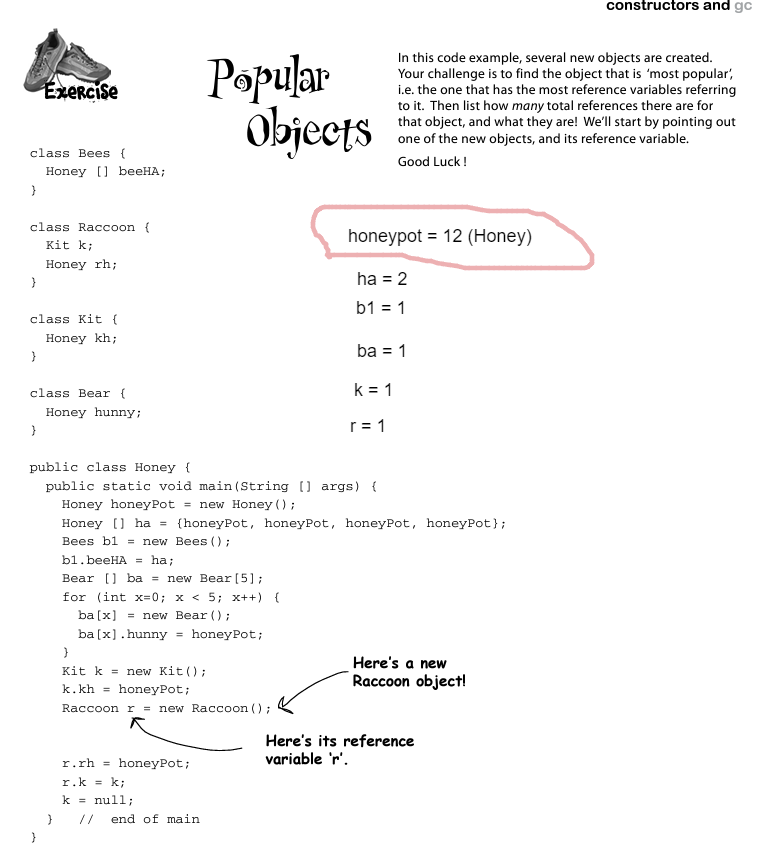 constructors and gc
Exercise
Popular
Objects
In this code example, several new objects are created.
Your challenge is to find the object that is ‘most popular’,
i.e. the one that has the most reference variables referring
to it.  Then list how many total references there are for
that object, and what they are!  We’ll start by pointing out
one of the new objects, and its reference variable.
Good Luck !
class Bees {
  Honey [] beeHA;
}
class Raccoon {
  Kit k;
  Honey rh;
}
class Kit {
  Honey kh;
}
class Bear {
  Honey hunny;
}
honeypot = 12 (Honey)
ha = 2
b1 = 1
ba = 1
k = 1
r = 1
public class Honey {
  public static void main(String [] args) {
    Honey honeyPot = new Honey();
    Honey [] ha = {honeyPot, honeyPot, honeyPot, honeyPot};
    Bees b1 = new Bees();
    b1.beeHA = ha;
    Bear [] ba = new Bear[5];
    for (int x=0; x < 5; x++) {
      ba[x] = new Bear();
      ba[x].hunny = honeyPot;
    }
    Kit k = new Kit();
    k.kh = honeyPot;
    Raccoon r = new Raccoon();
Here’s a new
Raccoon object!
Here’s its reference
variable ‘r’.
    r.rh = honeyPot;
    r.k = k;
    k = null;
  }   //  end of main
}